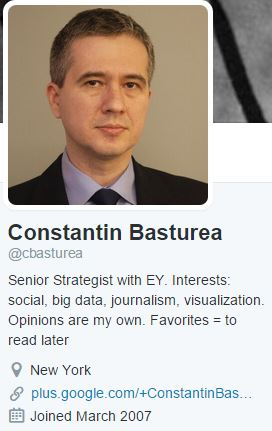 Constantin Basturea
@cbasturea
Senior Strategist with EY. Interests:
social, big data, journalism, visualization.
Opinions are my own. Favorites = to
read later
New York
plus.google.com/+ConstantinBas...
Joined March 2007